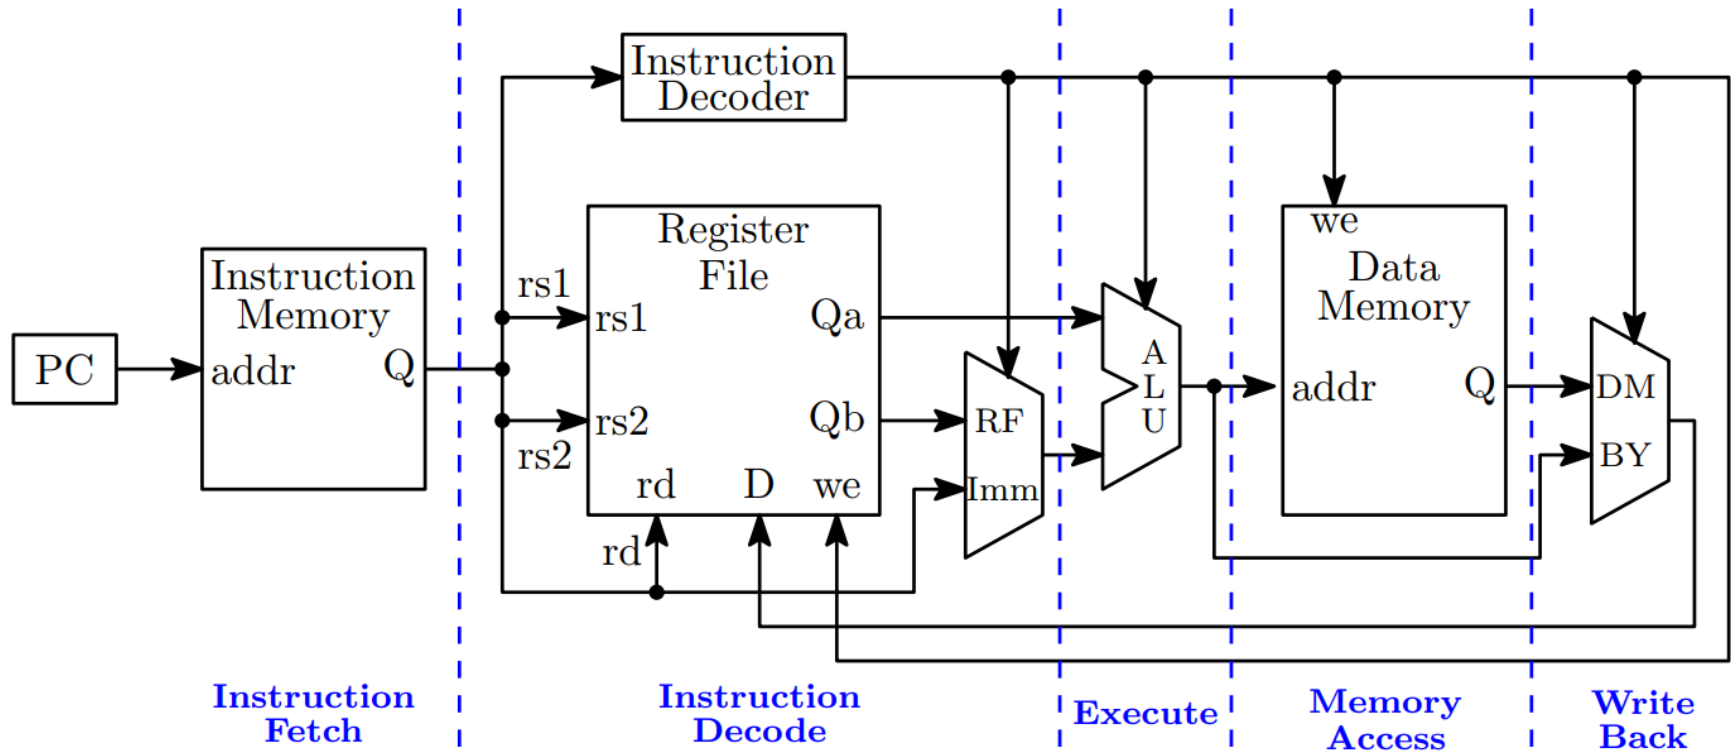 Instruction
Decoder
Register
File
we
Data
Memory
Instruction
Memory
rs1
rs1
Qa
PC
addr
Q
A
L
U
addr
Q
DM
rs2
Qb
RF
rs2
BY
rd
D
we
Imm
rd
Instruction
Fetch
Instruction
Decode
Execute
Memory
Access
Write
Back